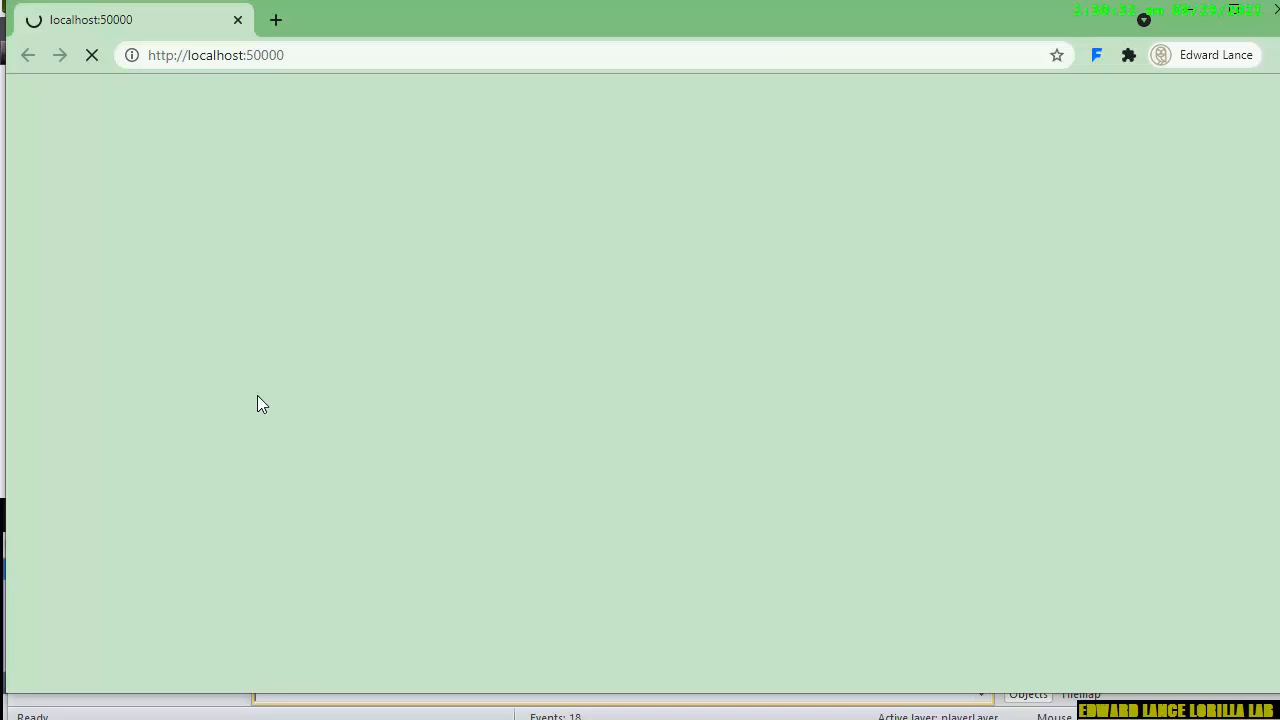 localhost:50000
http://localhost:50000
Edward Lance
Objects
Tilemap
Ready
Events: 18
Active layer: playerLayer
Mouse
EDWARD LANCE LORILLA LAB